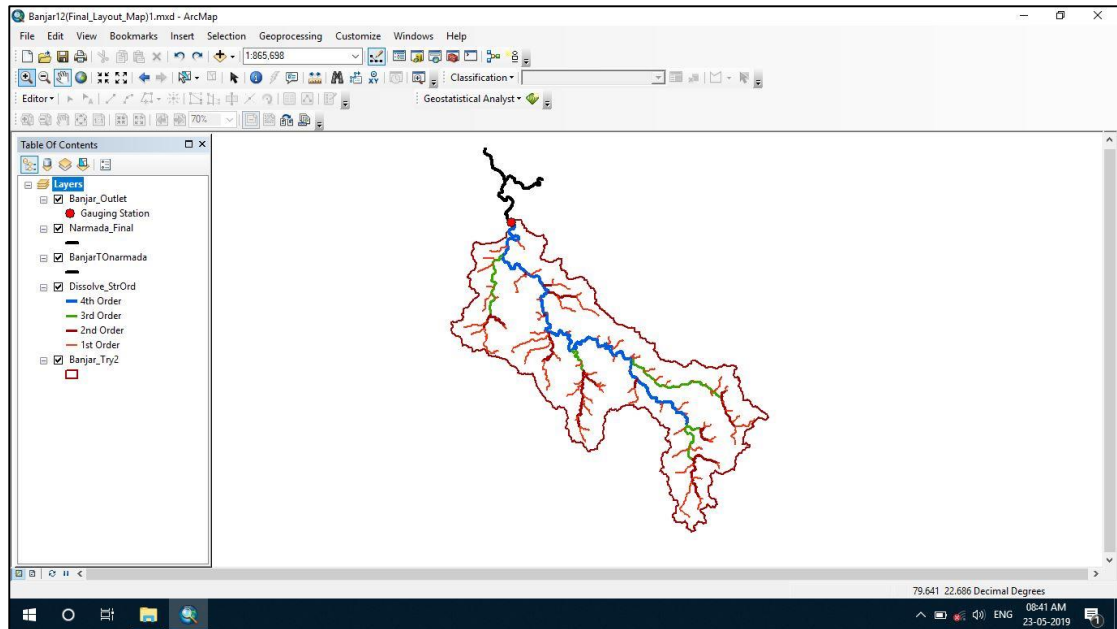 Banjar12(Final_Layout_Map)1.mxd - ArcMap
File Edit View Bookmarks Insert Selection Geoprocessing Customize Windows Help
1:865,698
Classification
Editor Geostatistical Analyst
70%
Table Of Contents
Layers
Banjar_Outlet
Gauging Station
Narmada_Final
BanjarTOnarmada
Dissolve_StrOrd
4th Order
3rd Order
2nd Order
1st Order
Banjar_Try2
79.641 22.686 Decimal Degrees
ENG
08:41 AM
23-05-2019
1